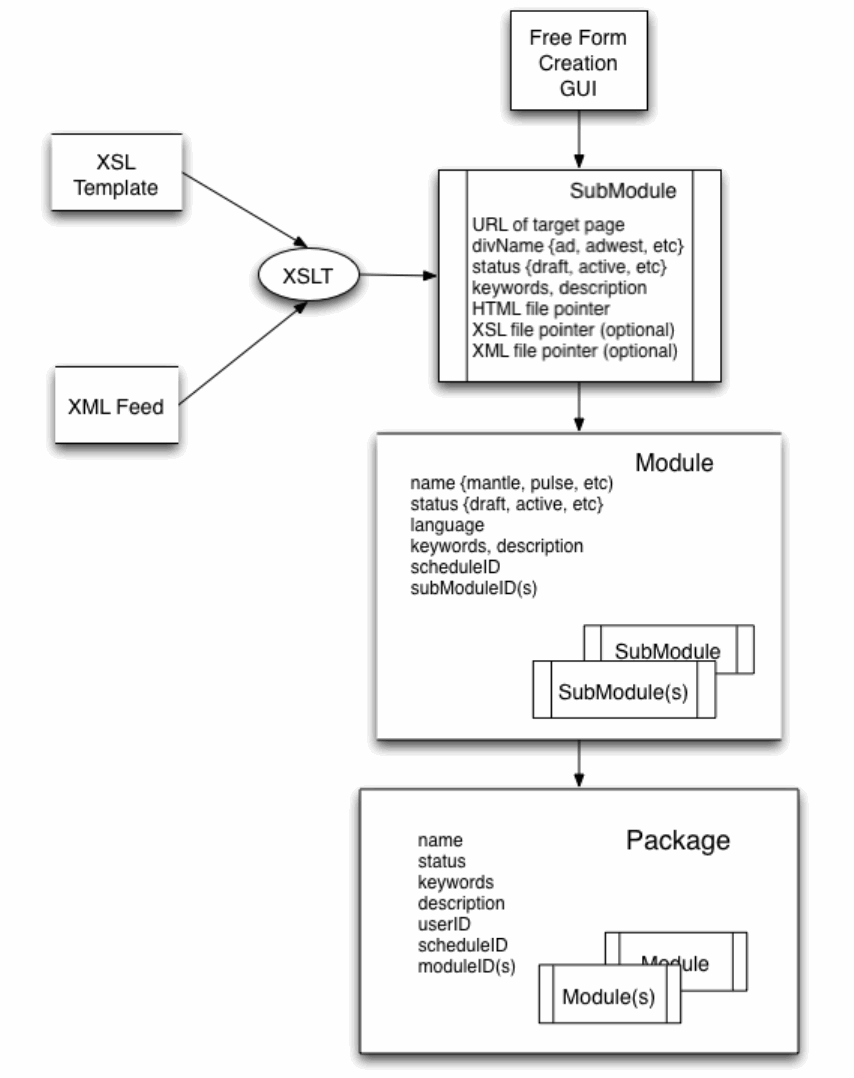 Free Form
Creation
GUI
XSL
Template
XSLT
XML Feed
SubModule
URL of target page
divName {ad, adwest, etc}
status {draft, active, etc}
keywords, description
HTML file pointer
XSL file pointer (optional)
XML file pointer (optional)
Module
name {mantle, pulse, etc)
status {draft, active, etc}
language
keywords, description
scheduleID
subModuleID(s)
SubModule
SubModule(s)
Package
name
status
keywords
description
userID
scheduleID
moduleID(s)
Module
Module(s)